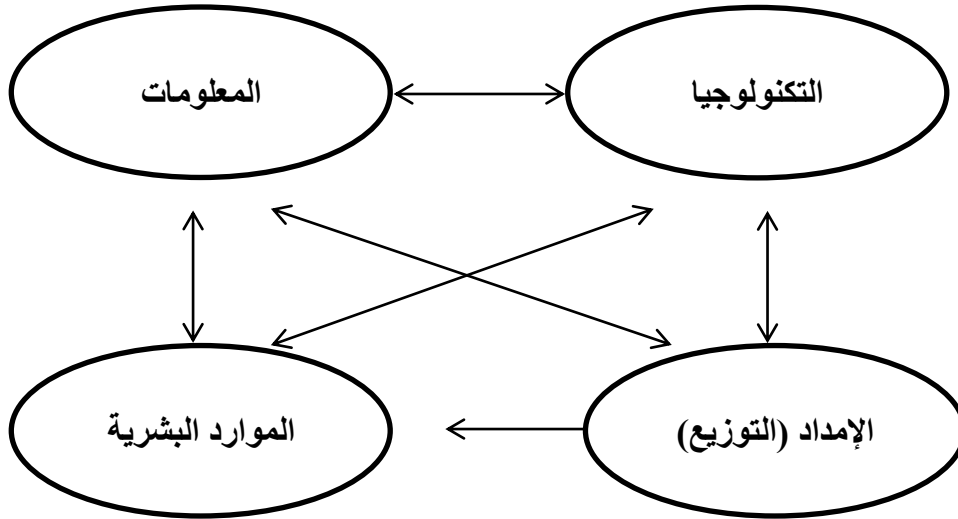 التكنولوجيا
المعلومات
الإمداد (التوزيع)
الموارد البشرية